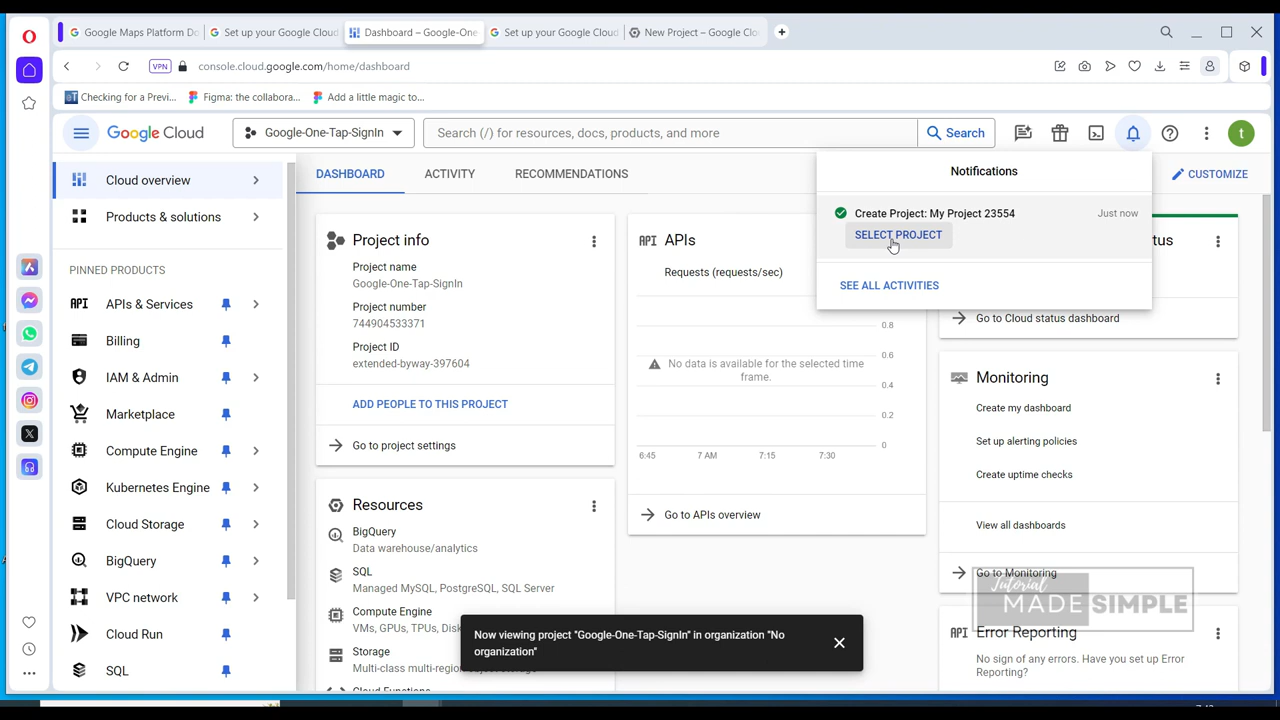 Google Maps Platform Do
Set up your Google Cloud
Dashboard – Google-One
Set up your Google Cloud
New Project – Google Clo
VPN
console.cloud.google.com/home/dashboard
eT Checking for a Previ...
Figma: the collabora...
Add a little magic to...
Google Cloud
Google-One-Tap-SignIn
Search (/) for resources, docs, products, and more
Search
t
Cloud overview
Products & solutions
PINNED PRODUCTS
API APIs & Services
Billing
IAM & Admin
Marketplace
Compute Engine
Kubernetes Engine
Cloud Storage
BigQuery
VPC network
Cloud Run
SQL
DASHBOARD
ACTIVITY
RECOMMENDATIONS
CUSTOMIZE
Notifications
Create Project: My Project 23554
Just now
SELECT PROJECT
SEE ALL ACTIVITIES
Project info
Project name
Google-One-Tap-SignIn
Project number
744904533371
Project ID
extended-byway-397604
ADD PEOPLE TO THIS PROJECT
Go to project settings
Resources
BigQuery
Data warehouse/analytics
SQL
Managed MySQL, PostgreSQL, SQL Server
Compute Engine
VMs, GPUs, TPUs, Disk
Storage
Multi-class multi-region object storage
Cloud Functions
API APIs
Requests (requests/sec)
0.8
0.6
0.4
0.2
0
No data is available for the selected time
frame.
6:45
7 AM
7:15
7:30
Go to APIs overview
tus
Go to Cloud status dashboard
Monitoring
Create my dashboard
Set up alerting policies
Create uptime checks
View all dashboards
Go to Monitoring
Tutorial
MADE SIMPLE
API Error Reporting
No sign of any errors. Have you set up Error
Reporting?
Now viewing project "Google-One-Tap-SignIn" in organization "No
organization"